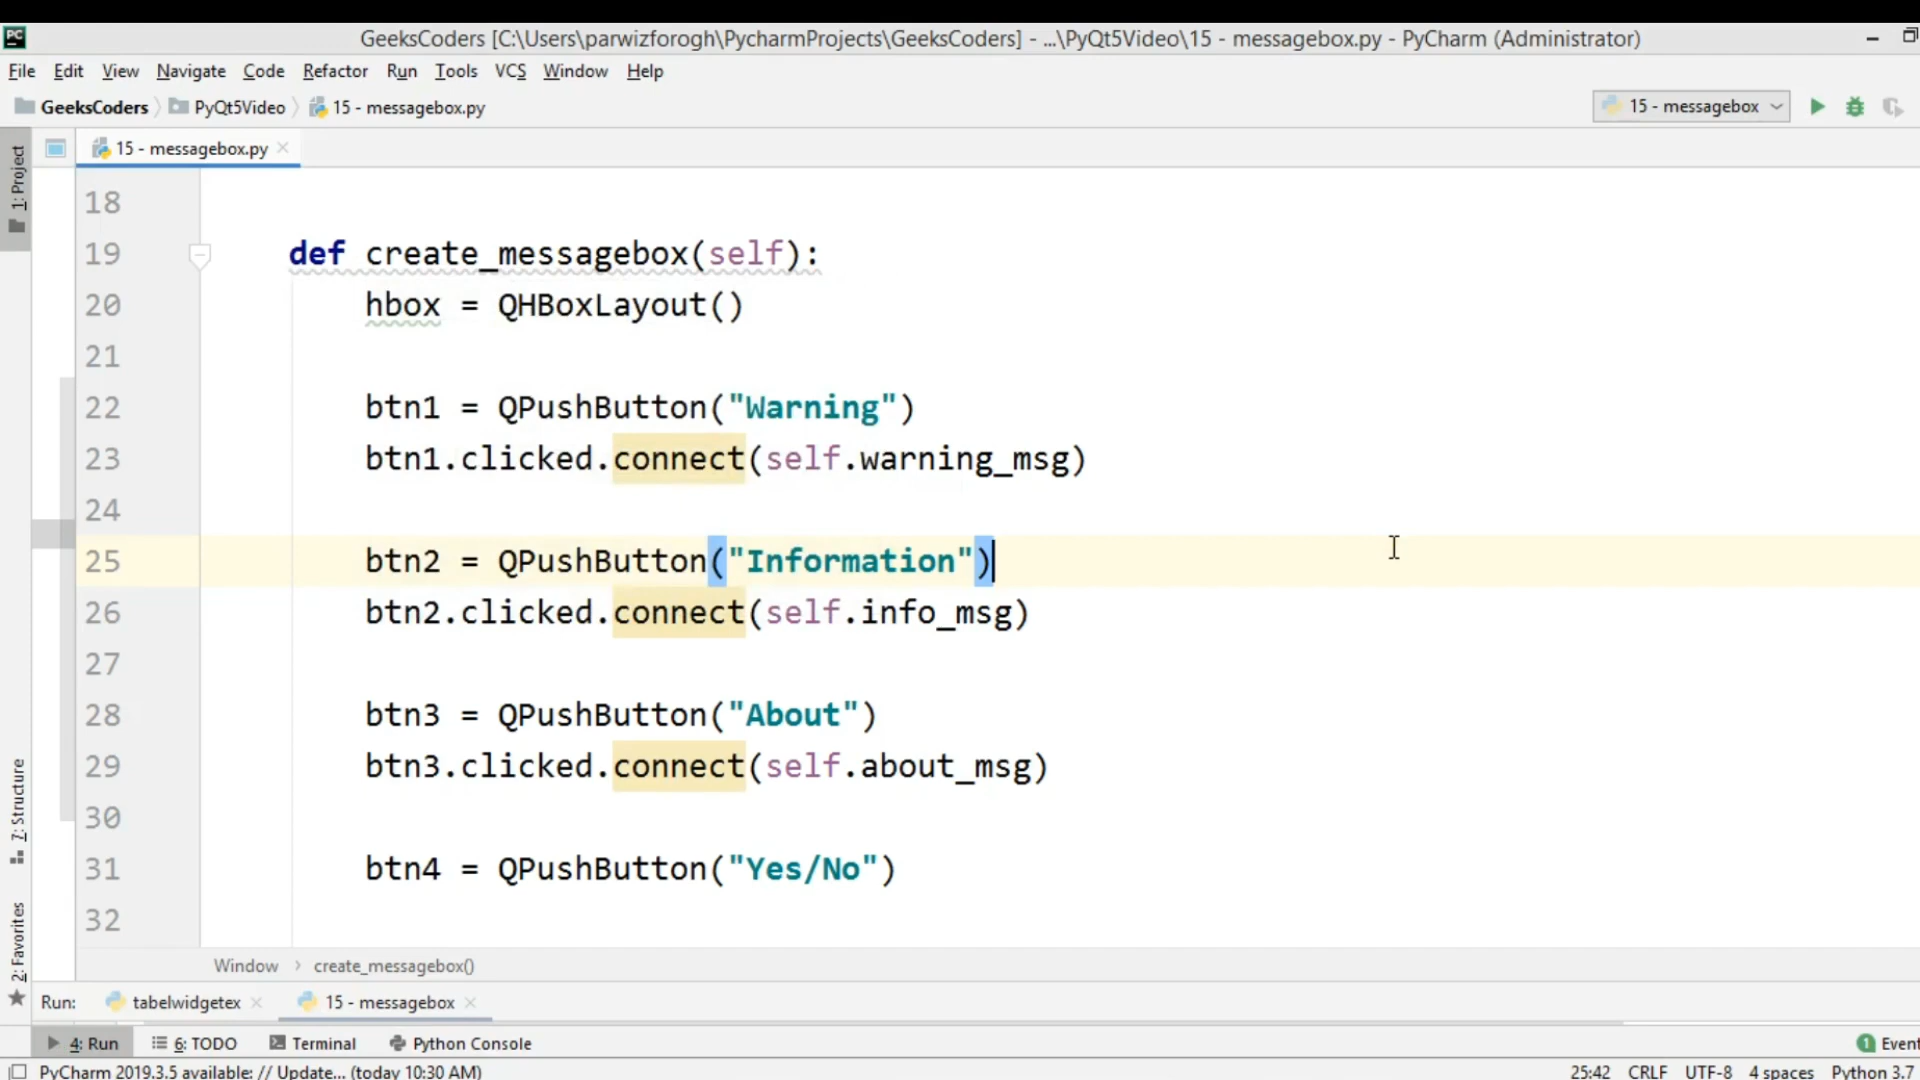 PC GeeksCoders [C:\Users\parwizforogh\PycharmProjects\GeeksCoders] - ...\PyQt5Video\15 - messagebox.py - PyCharm (Administrator)
File Edit View Navigate Code Refactor Run Tools VCS Window Help
GeeksCoders PyQt5Video 15 - messagebox.py 15 - messagebox
1: Project
15 - messagebox.py
18
19 def create_messagebox(self):
20 hbox = QHBoxLayout()
21
22 btn1 = QPushButton("Warning")
23 btn1.clicked.connect(self.warning_msg)
24
25 btn2 = QPushButton("Information")
26 btn2.clicked.connect(self.info_msg)
27
28 btn3 = QPushButton("About")
29 btn3.clicked.connect(self.about_msg)
30
31 btn4 = QPushButton("Yes/No")
32
7: Structure
2: Favorites
Window › create_messagebox()
Run: tabelwidgetex 15 - messagebox
4: Run 6: TODO Terminal Python Console 1 Event
PyCharm 2019.3.5 available: // Update... (today 10:30 AM) 25:42 CRLF UTF-8 4 spaces Python 3.7